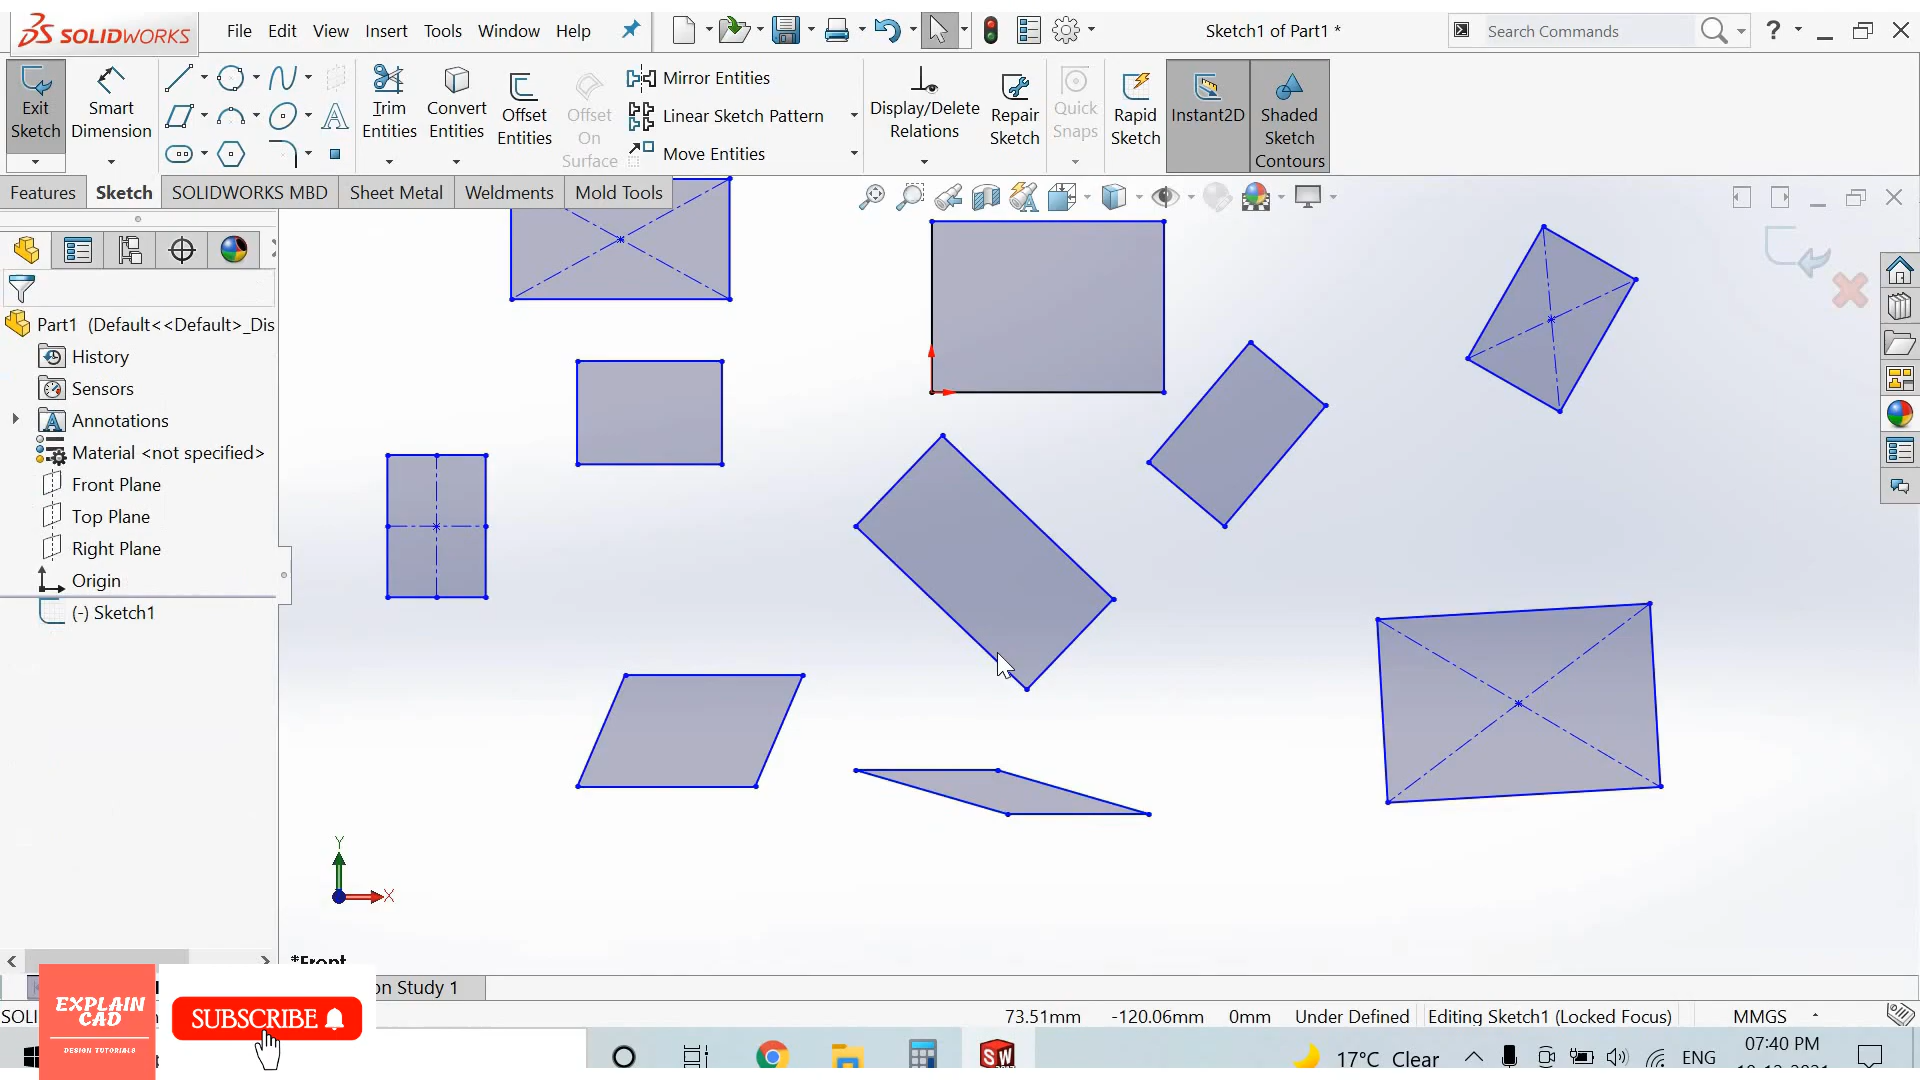 SOLIDWORKS
File Edit View Insert Tools Window Help
Sketch1 of Part1 *
Search Commands
Exit Sketch
Smart Dimension
Trim Entities
Convert Entities
Offset Entities
Offset On Surface
Mirror Entities
Linear Sketch Pattern
Move Entities
Display/Delete Relations
Repair Sketch
Quick Snaps
Rapid Sketch
Instant2D
Shaded Sketch Contours
Features Sketch SOLIDWORKS MBD Sheet Metal Weldments Mold Tools
Part1 (Default<<Default>_Dis
History
Sensors
Annotations
Material <not specified>
Front Plane
Top Plane
Right Plane
Origin
(-) Sketch1
Y
X
*Front
on Study 1
EXPLAIN
CAD
DESIGN TUTORIALS
SUBSCRIBE
SOLI
73.51mm -120.06mm 0mm Under Defined Editing Sketch1 (Locked Focus) MMGS
SW
17°C Clear
ENG
07:40 PM